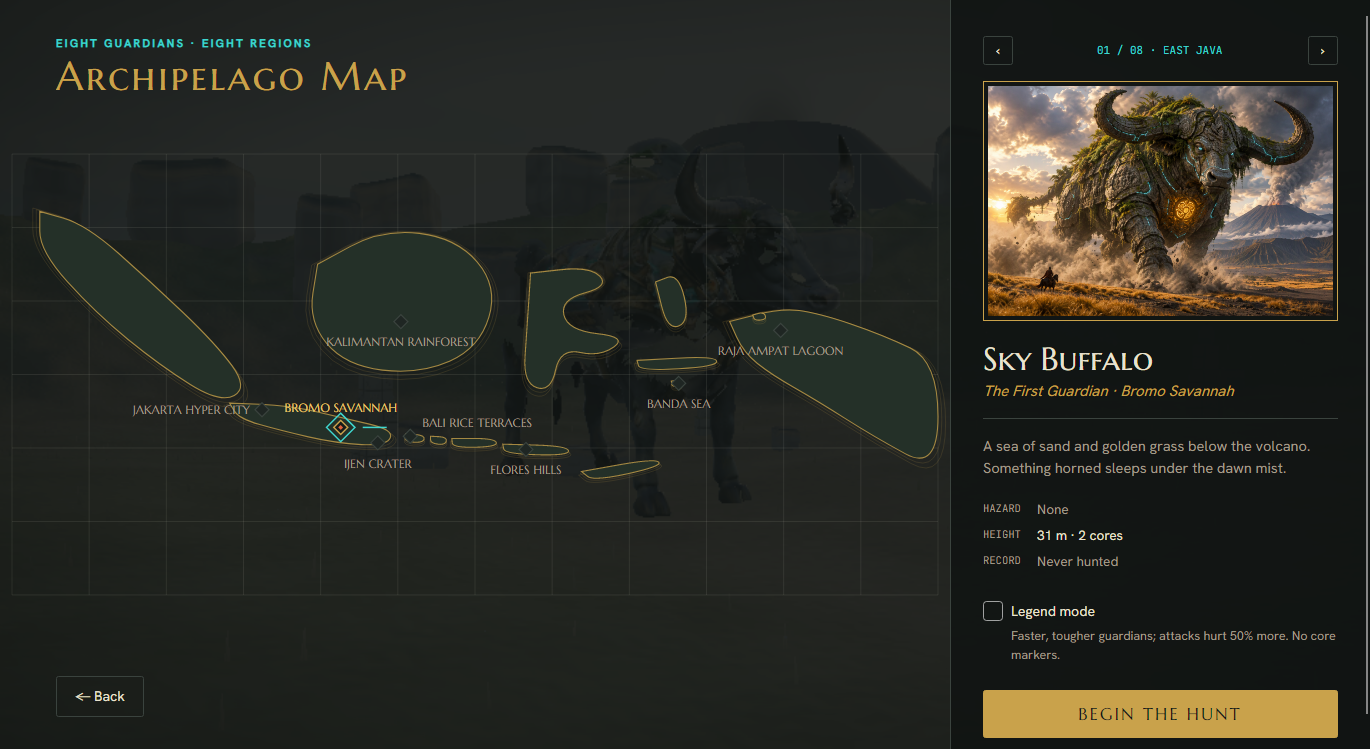 EIGHT GUARDIANS · EIGHT REGIONS
Archipelago Map
KALIMANTAN RAINFOREST
RAJA AMPAT LAGOON
BANDA SEA
JAKARTA HYPER CITY
BROMO SAVANNAH
BALI RICE TERRACES
IJEN CRATER
FLORES HILLS
← Back
‹
01 / 08 · EAST JAVA
›
Sky Buffalo
The First Guardian · Bromo Savannah
A sea of sand and golden grass below the volcano.
Something horned sleeps under the dawn mist.
HAZARD None
HEIGHT 31 m · 2 cores
RECORD Never hunted
Legend mode
Faster, tougher guardians; attacks hurt 50% more. No core
markers.
BEGIN THE HUNT